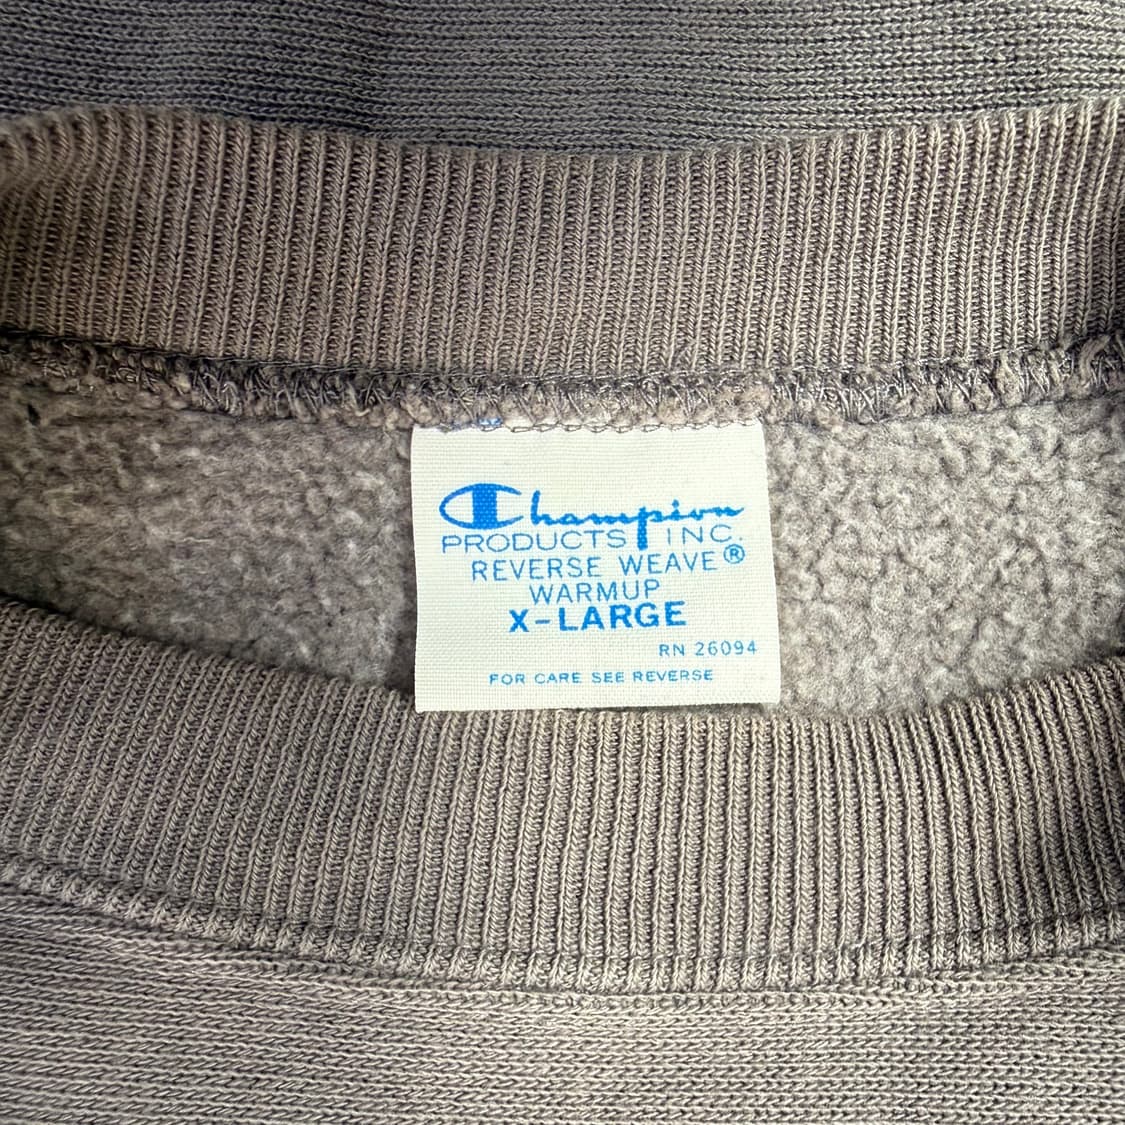 Champion
PRODUCTS INC.
REVERSE WEAVE®
WARMUP
X-LARGE
RN 26094
FOR CARE SEE REVERSE